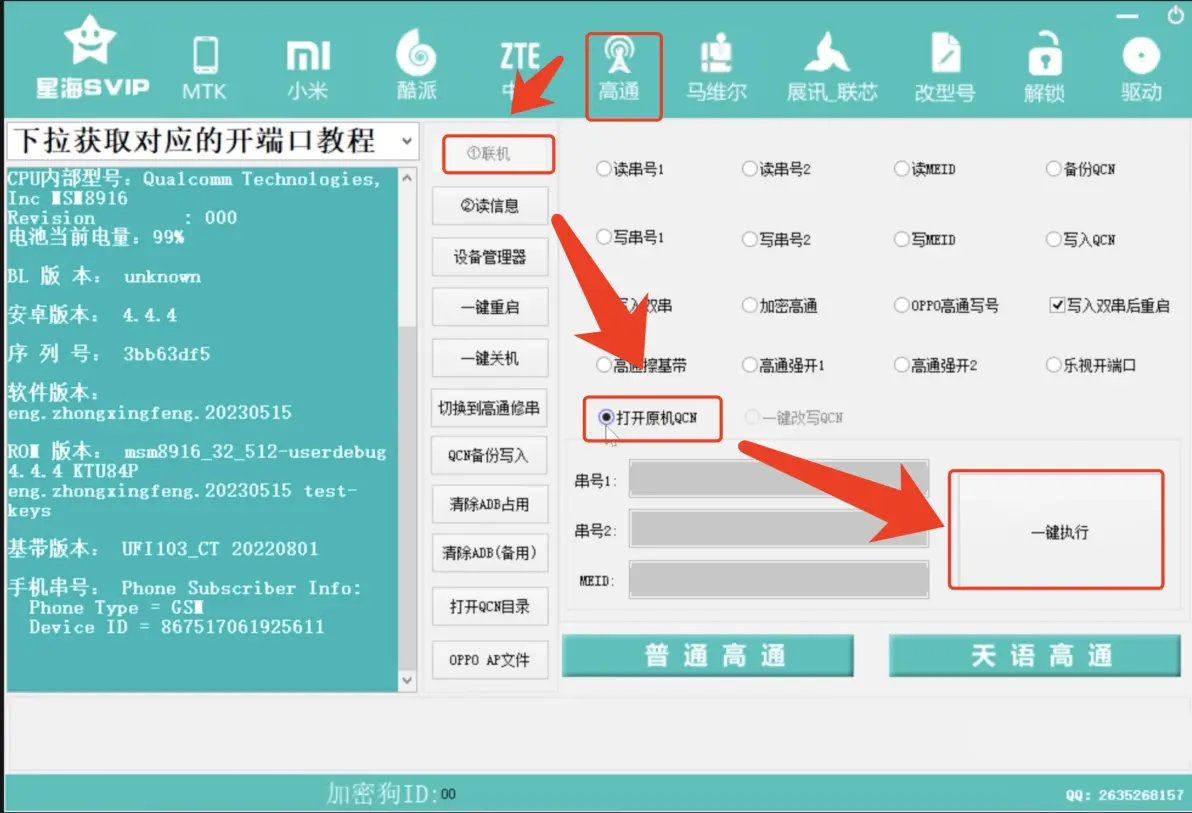 星海SVIP
MTK
小米
酷派
ZTE
中
高通
马维尔
展讯_联芯
改型号
解锁
驱动
下拉获取对应的开端口教程
CPU内部型号: Qualcomm Technologies,
Inc MSM8916
Revision : 000
电池当前电量: 99%
BL 版 本: unknown
安卓版本: 4.4.4
序 列 号: 3bb63df5
软件版本:
eng.zhongxingfeng.20230515
ROM 版本: msm8916_32_512-userdebug
4.4.4 KTU84P
eng.zhongxingfeng.20230515 test-
keys
基带版本: UFI103_CT 20220801
手机串号: Phone Subscriber Info:
Phone Type = GSM
Device ID = 867517061925611
①联机
②读信息
设备管理器
一键重启
一键关机
切换到高通修串
QCN备份写入
清除ADB占用
清除ADB(备用)
打开QCN目录
OPPO AP文件
读串号1
读串号2
读MEID
备份QCN
写串号1
写串号2
写MEID
写入QCN
写入双串
加密高通
OPPO高通写号
写入双串后重启
高通擦基带
高通强开1
高通强开2
乐视开端口
打开原机QCN
一键改写QCN
串号1:
串号2:
MEID:
一键执行
普通高通
天语高通
加密狗ID:00
QQ: 2635268157